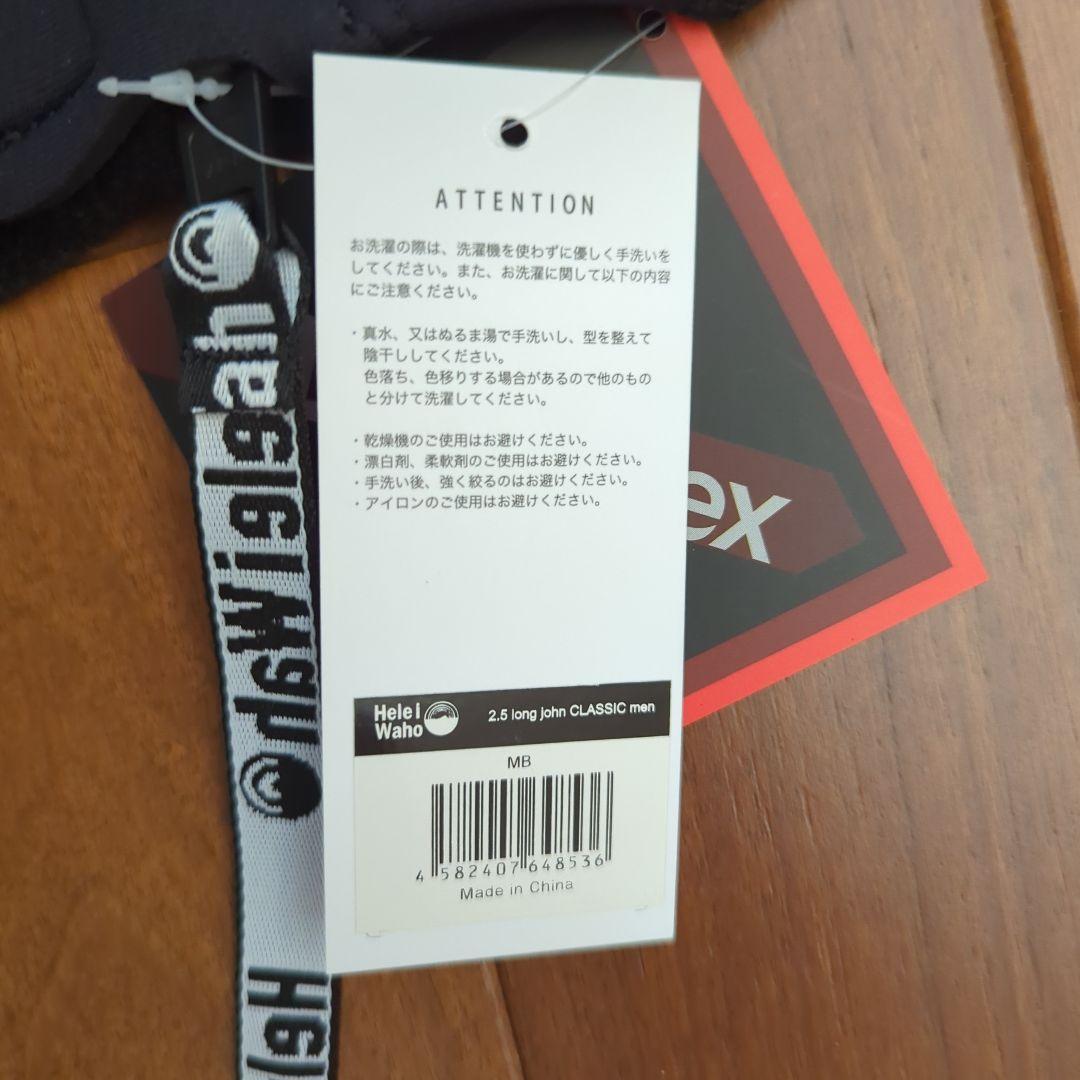 ATTENTION
お洗濯の際は、洗濯機を使わずに優しく手洗いを
してください。また、お洗濯に関して以下の内容
にご注意ください。
・真水、又はぬるま湯で手洗いし、型を整えて
陰干ししてください。
色落ち、色移りする場合があるので他のもの
と分けて洗濯してください。
・乾燥機のご使用はお避けください。
・漂白剤、柔軟剤のご使用はお避けください。
・手洗い後、強く絞るのはお避けください。
・アイロンのご使用はお避けください。
Hele I
Waho
2.5 long john CLASSIC men
MB
4 582407 648536
Made in China
ex